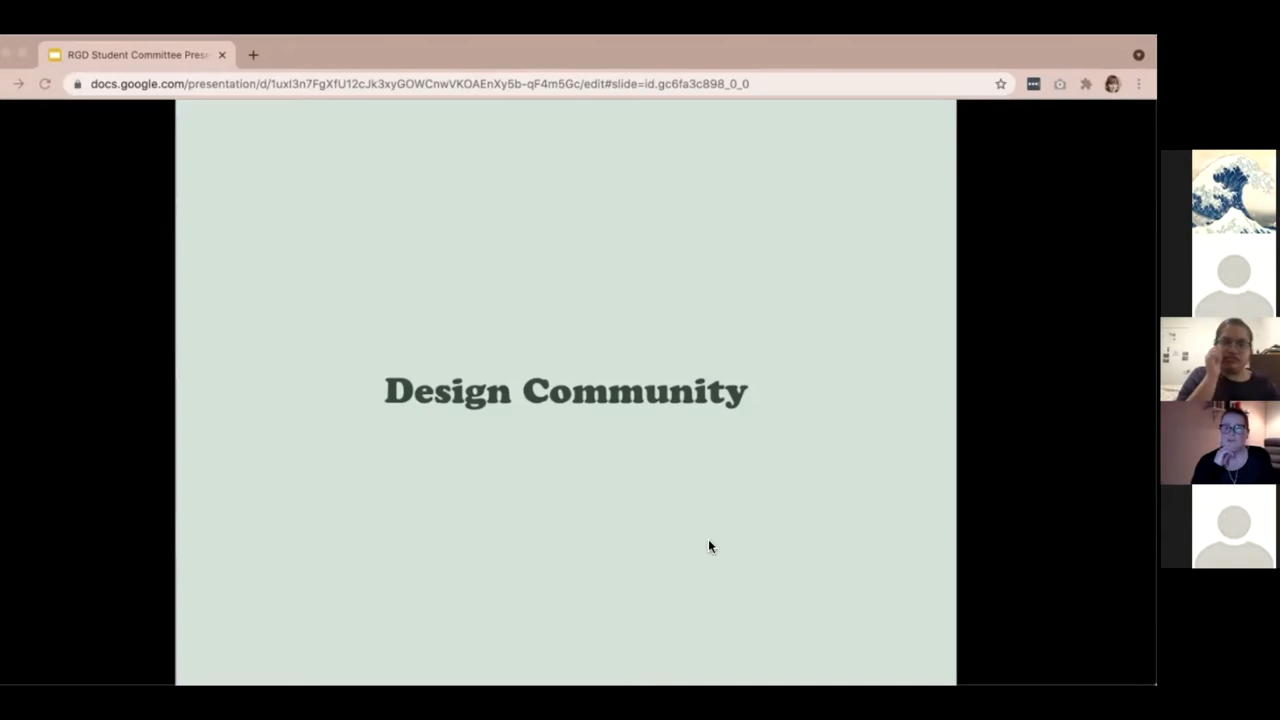 RGD Student Committee Pres
docs.google.com/presentation/d/1uxI3n7FgXfU12cJk3xyGOWCnwVKOAEnXy5b-qF4m5Gc/edit#slide=id.gc6fa3c898_0_0
Design Community